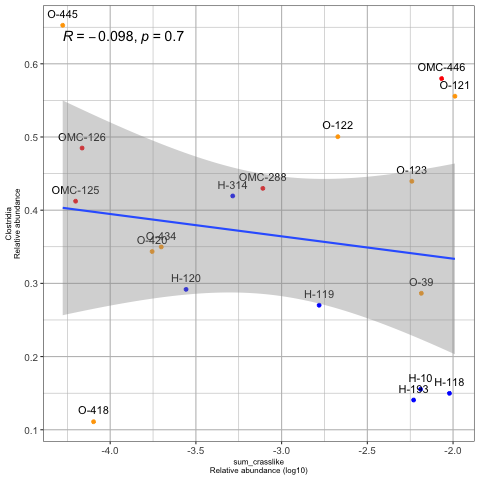 O-445
R = −0.098, p = 0.7
OMC-446
O-121
O-122
OMC-126
O-123
OMC-288
H-314
OMC-125
O-434
O-420
H-120
O-39
H-119
H-10
H-118
H-193
O-418
0.6
0.5
0.4
0.3
0.2
0.1
Clostridia
Relative abundance
-4.0 -3.5 -3.0 -2.5 -2.0
sum_crasslike
Relative abundance (log10)